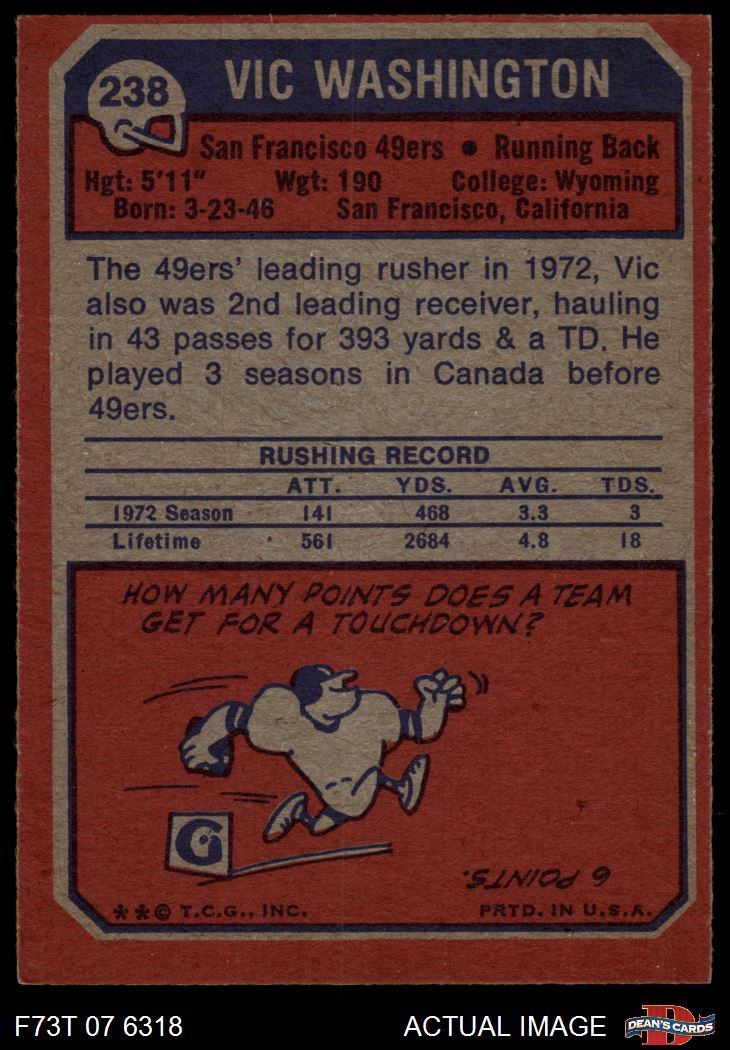 238
VIC WASHINGTON
San Francisco 49ers • Running Back
Hgt: 5'11" Wgt: 190 College: Wyoming
Born: 3-23-46 San Francisco, California
The 49ers' leading rusher in 1972, Vic
also was 2nd leading receiver, hauling
in 43 passes for 393 yards & a TD. He
played 3 seasons in Canada before
49ers.
RUSHING RECORD
ATT. YDS. AVG. TDS.
1972 Season 141 468 3.3 3
Lifetime 561 2684 4.8 18
HOW MANY POINTS DOES A TEAM
GET FOR A TOUCHDOWN?
G
6 POINTS.
**© T.C.G., INC. PRTD. IN U.S.A.
F73T 07 6318 ACTUAL IMAGE
D
DEAN'S CARDS